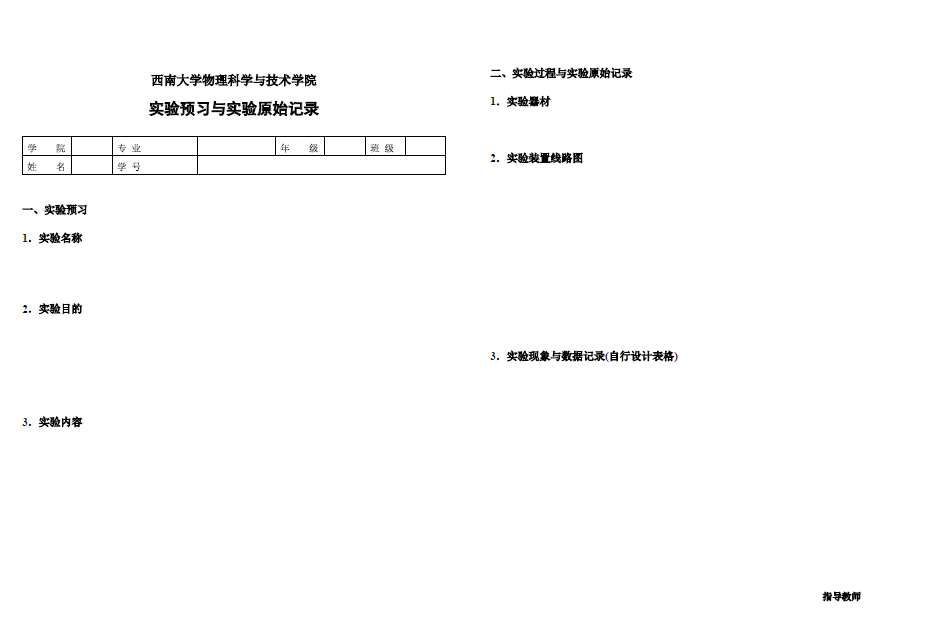 西南大学物理科学与技术学院
实验预习与实验原始记录
学 院 专 业 年 级 班 级
姓 名 学 号
一、实验预习
1．实验名称
2．实验目的
3．实验内容
二、实验过程与实验原始记录
1．实验器材
2．实验装置线路图
3．实验现象与数据记录(自行设计表格)
指导教师